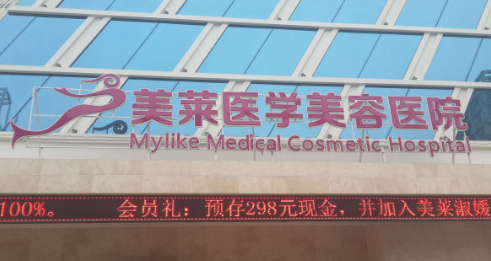 美莱医学美容医院
Mylike Medical Cosmetic Hospital
100%。 会员礼：预存298元现金，并加入美莱淑媛